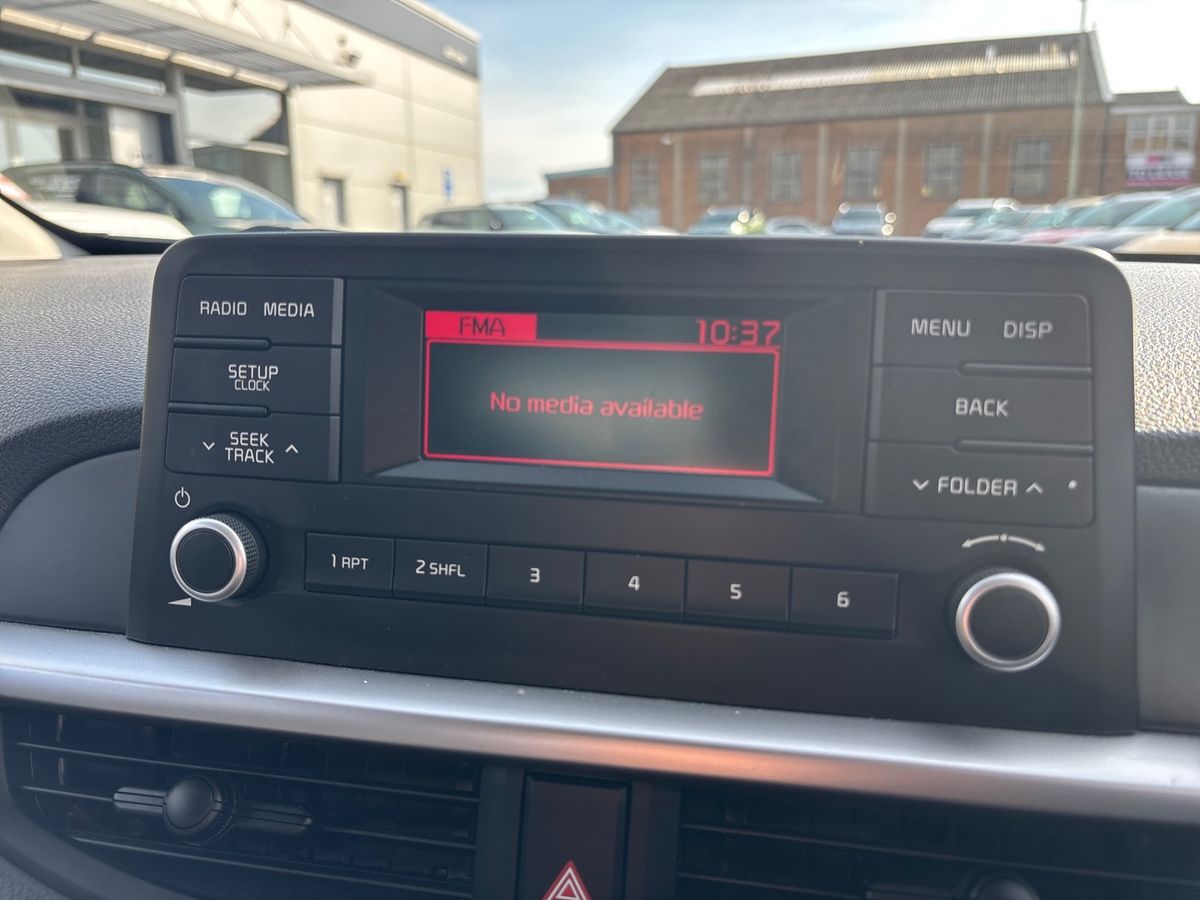 RADIO MEDIA
SETUP
CLOCK
SEEK
TRACK
FMA 10:37
No media available
MENU DISP
BACK
FOLDER
1 RPT 2 SHFL 3 4 5 6